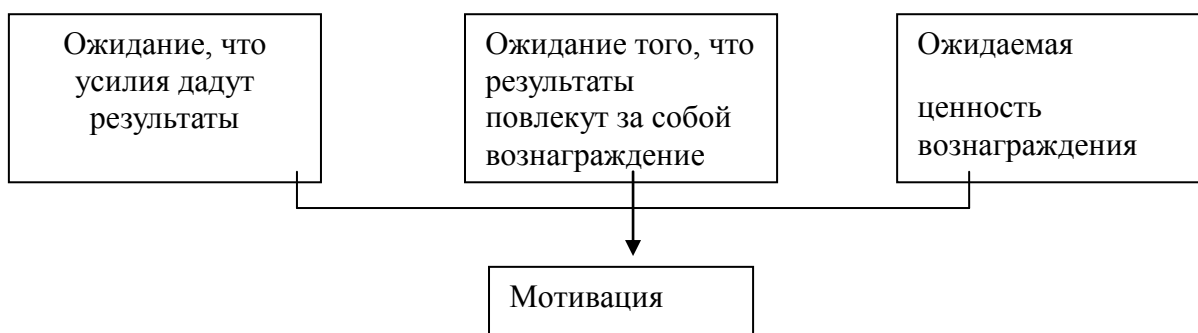 Ожидание, что
усилия дадут
результаты
Ожидание того, что
результаты
повлекут за собой
вознаграждение
Ожидаемая
ценность
вознаграждения
Мотивация